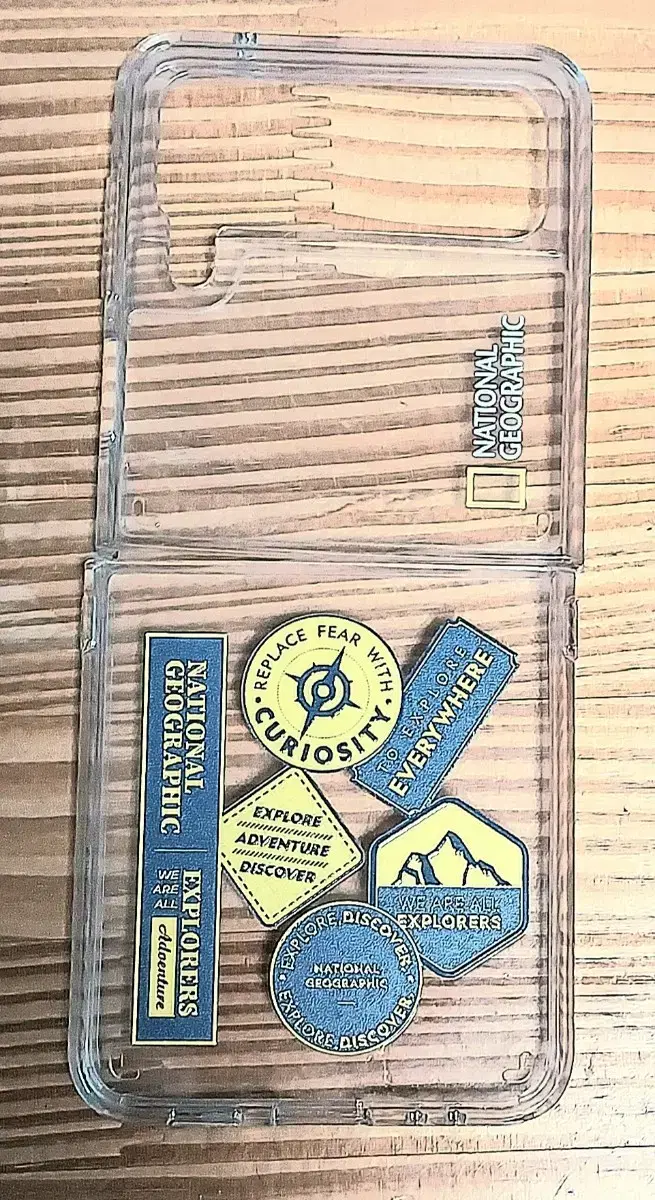 NATIONAL
GEOGRAPHIC
REPLACE FEAR WITH
CURIOSITY
TO EXPLORE
EVERYWHERE
NATIONAL
GEOGRAPHIC
WE
ARE
ALL
EXPLORERS
Adventure
EXPLORE
ADVENTURE
DISCOVER
WE ARE ALL
EXPLORERS
EXPLORE DISCOVER
NATIONAL
GEOGRAPHIC
EXPLORE DISCOVER